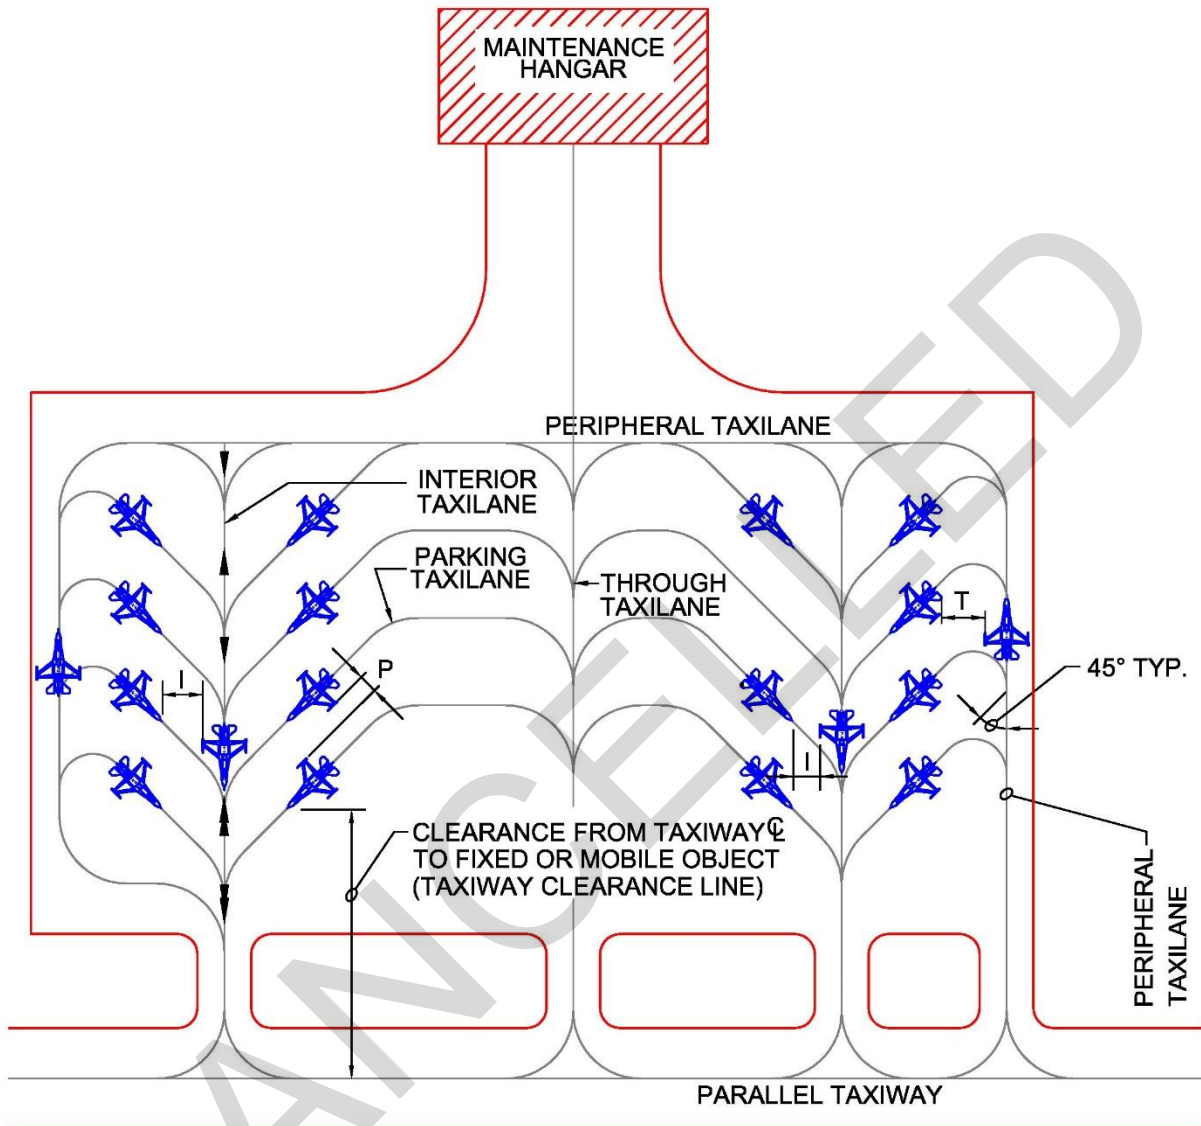 MAINTENANCE
HANGAR
PERIPHERAL TAXILANE
INTERIOR
TAXILANE
PARKING
TAXILANE
THROUGH
TAXILANE
T
P
I
45° TYP.
I
CLEARANCE FROM TAXIWAY ℄
TO FIXED OR MOBILE OBJECT
(TAXIWAY CLEARANCE LINE)
PERIPHERAL
TAXILANE
PARALLEL TAXIWAY
CANCELLED